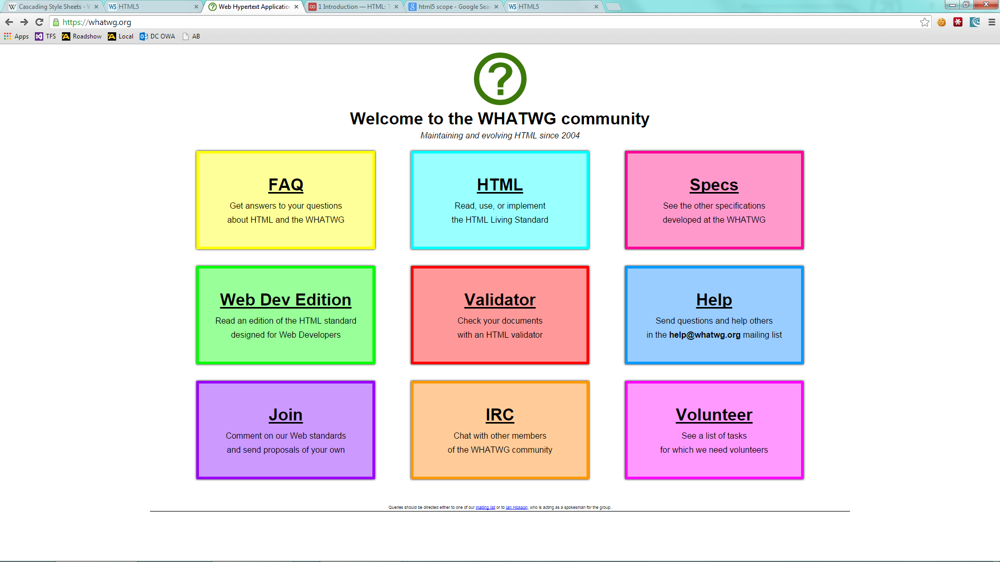 Cascading Style Sheets - W
HTML5
Web Hypertext Application
1 Introduction — HTML: T
html5 scope - Google Sea
HTML5
https://whatwg.org
Apps TFS Roadshow Local DC OWA AB
?
Welcome to the WHATWG community
Maintaining and evolving HTML since 2004
FAQ
Get answers to your questions
about HTML and the WHATWG
HTML
Read, use, or implement
the HTML Living Standard
Specs
See the other specifications
developed at the WHATWG
Web Dev Edition
Read an edition of the HTML standard
designed for Web Developers
Validator
Check your documents
with an HTML validator
Help
Send questions and help others
in the help@whatwg.org mailing list
Join
Comment on our Web standards
and send proposals of your own
IRC
Chat with other members
of the WHATWG community
Volunteer
See a list of tasks
for which we need volunteers
Queries should be directed either to one of our mailing list or to Ian Hickson, who is acting as a spokesman for the group.